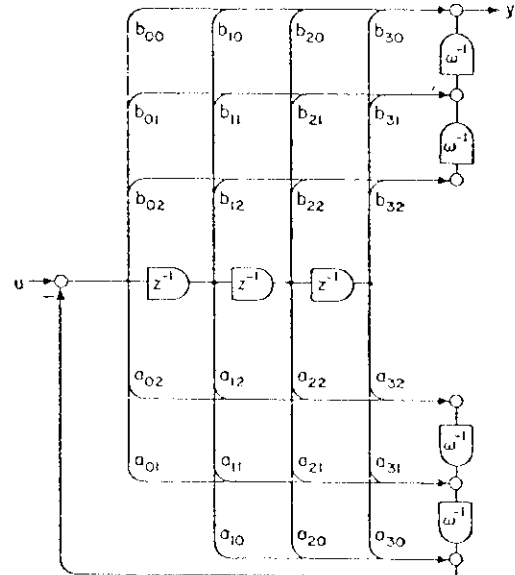 y
b00 b10 b20 b30
ω⁻¹
b01 b11 b21 b31
ω⁻¹
b02 b12 b22 b32
u z⁻¹ z⁻¹ z⁻¹
−
a02 a12 a22 a32
ω⁻¹
a01 a11 a21 a31
ω⁻¹
a10 a20 a30